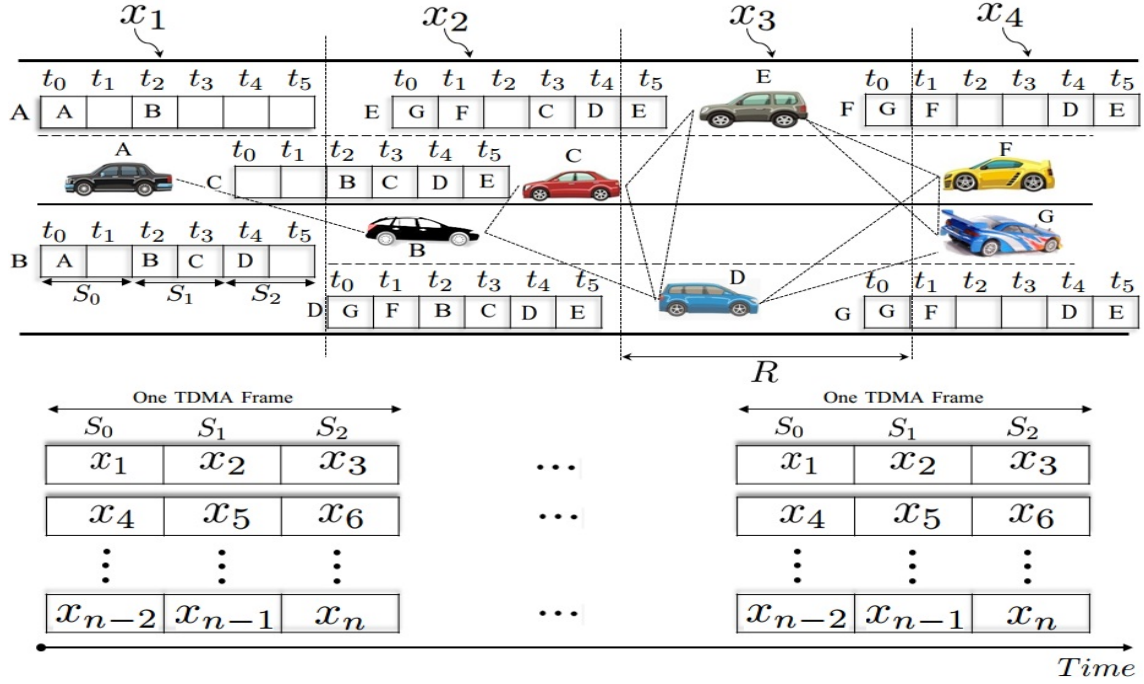 x₁ x₂ x₃ x₄
t₀ t₁ t₂ t₃ t₄ t₅ t₀ t₁ t₂ t₃ t₄ t₅ E t₀ t₁ t₂ t₃ t₄ t₅
A A B E G F C D E F G F D E
A t₀ t₁ t₂ t₃ t₄ t₅ C F
C B C D E
t₀ t₁ t₂ t₃ t₄ t₅ G
B A B C D B
S₀ S₁ S₂ t₀ t₁ t₂ t₃ t₄ t₅ D t₀ t₁ t₂ t₃ t₄ t₅
D G F B C D E G G F D E
R
One TDMA Frame One TDMA Frame
S₀ S₁ S₂ S₀ S₁ S₂
x₁ x₂ x₃ ... x₁ x₂ x₃
x₄ x₅ x₆ ... x₄ x₅ x₆
⋮ ⋮ ⋮ ⋮ ⋮ ⋮
xₙ₋₂ xₙ₋₁ xₙ ... xₙ₋₂ xₙ₋₁ xₙ
Time